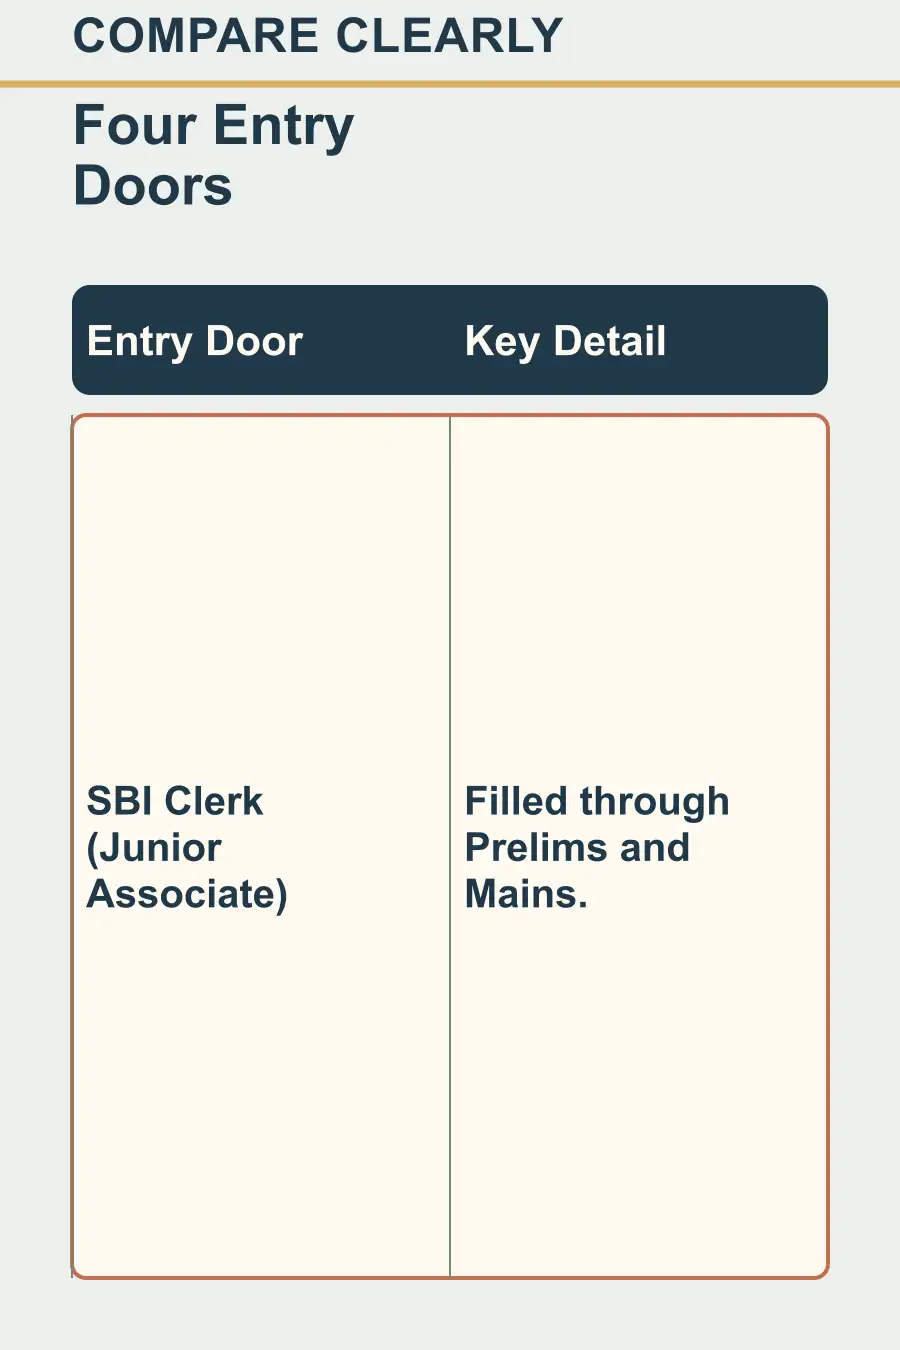 COMPARE CLEARLY
Four Entry
Doors
Entry Door
Key Detail
SBI Clerk
(Junior
Associate)
Filled through
Prelims and
Mains.